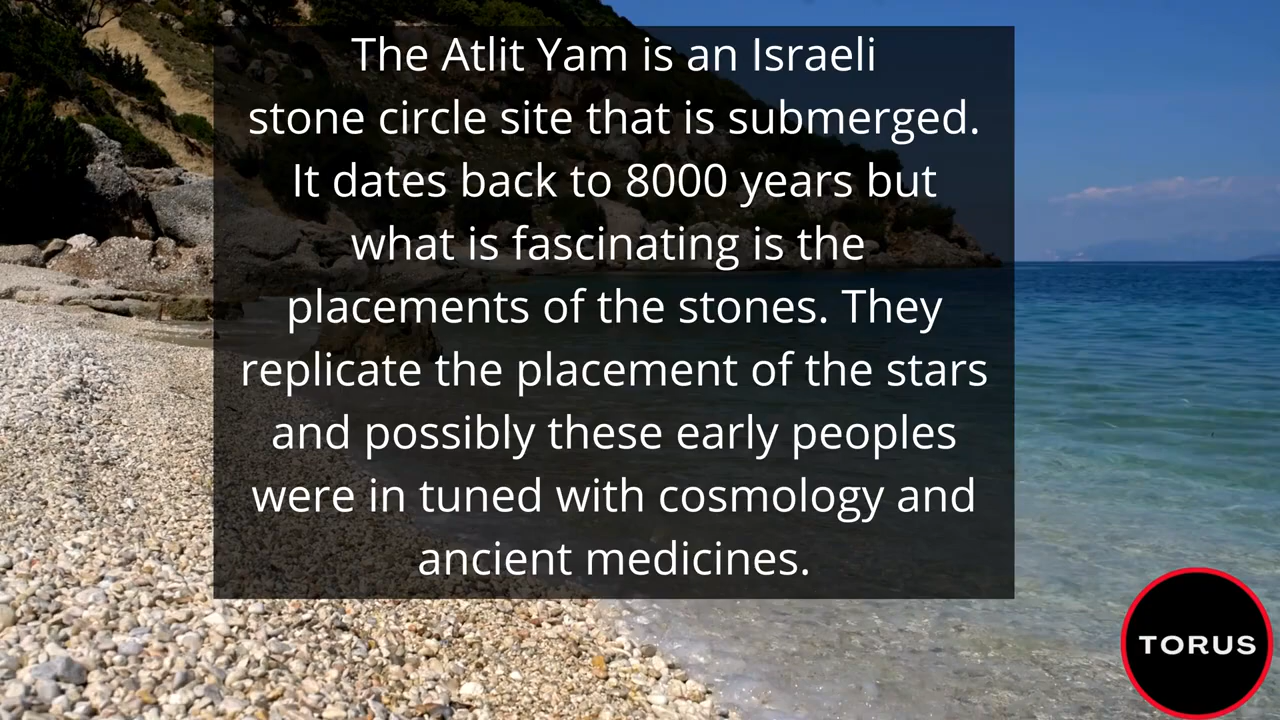 The Atlit Yam is an Israeli
stone circle site that is submerged.
It dates back to 8000 years but
what is fascinating is the
placements of the stones. They
replicate the placement of the stars
and possibly these early peoples
were in tuned with cosmology and
ancient medicines.
TORUS